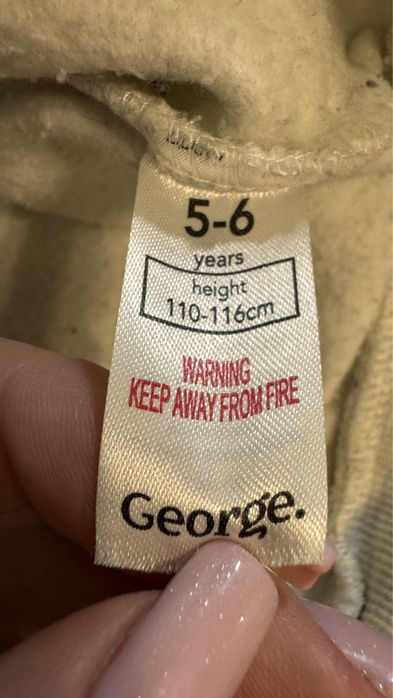 5-6
years
height
110-116cm
WARNING
KEEP AWAY FROM FIRE
George.